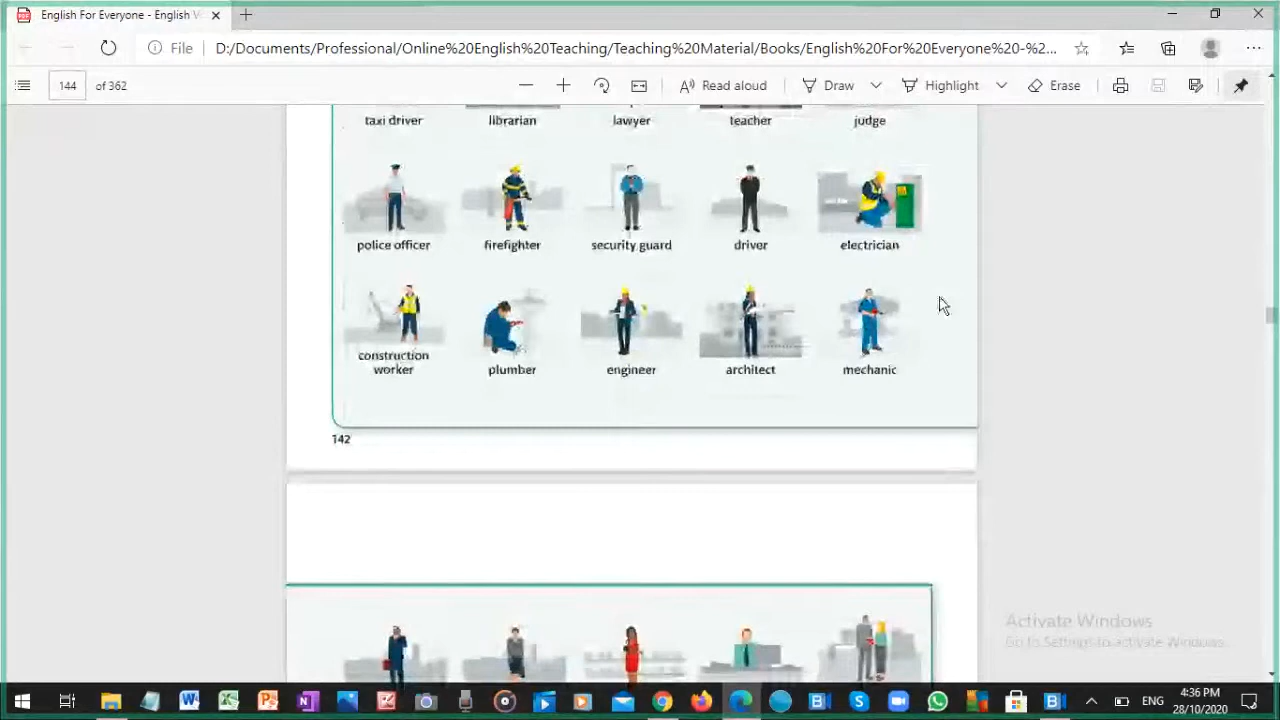 English For Everyone - English V
File D:/Documents/Professional/Online%20English%20Teaching/Teaching%20Material/Books/English%20For%20Everyone%20-%2...
144 of 362 Read aloud Draw Highlight Erase
taxi driver librarian lawyer teacher judge
police officer firefighter security guard driver electrician
construction
worker plumber engineer architect mechanic
142
Activate Windows
Go to Settings to activate Windows.
4:36 PM
ENG
28/10/2020